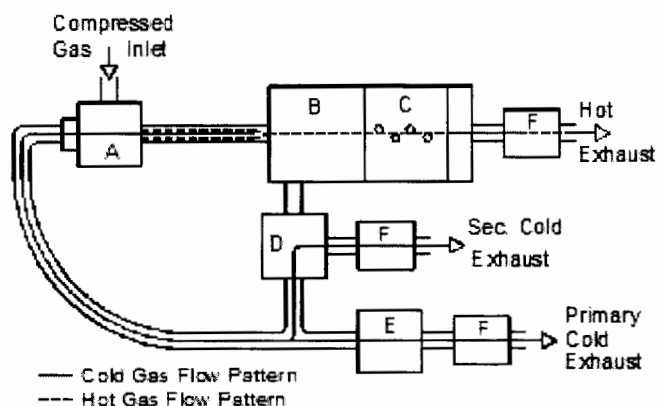 Compressed
Gas Inlet
A
B
C
F
Hot
Exhaust
D
F
Sec. Cold
Exhaust
E
F
Primary
Cold
Exhaust
Cold Gas Flow Pattern
Hot Gas Flow Pattern